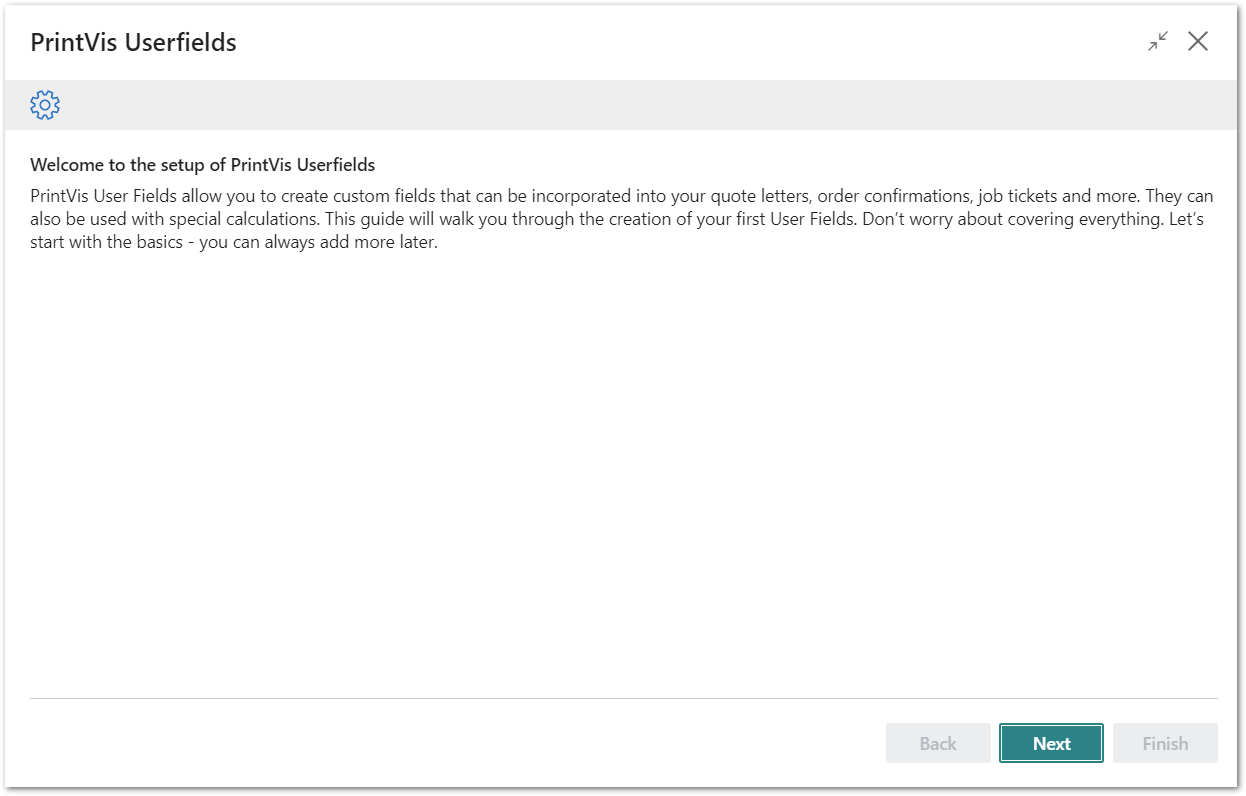 PrintVis Userfields
Welcome to the setup of PrintVis Userfields
PrintVis User Fields allow you to create custom fields that can be incorporated into your quote letters, order confirmations, job tickets and more. They can
also be used with special calculations. This guide will walk you through the creation of your first User Fields. Don’t worry about covering everything. Let’s
start with the basics - you can always add more later.
Back
Next
Finish